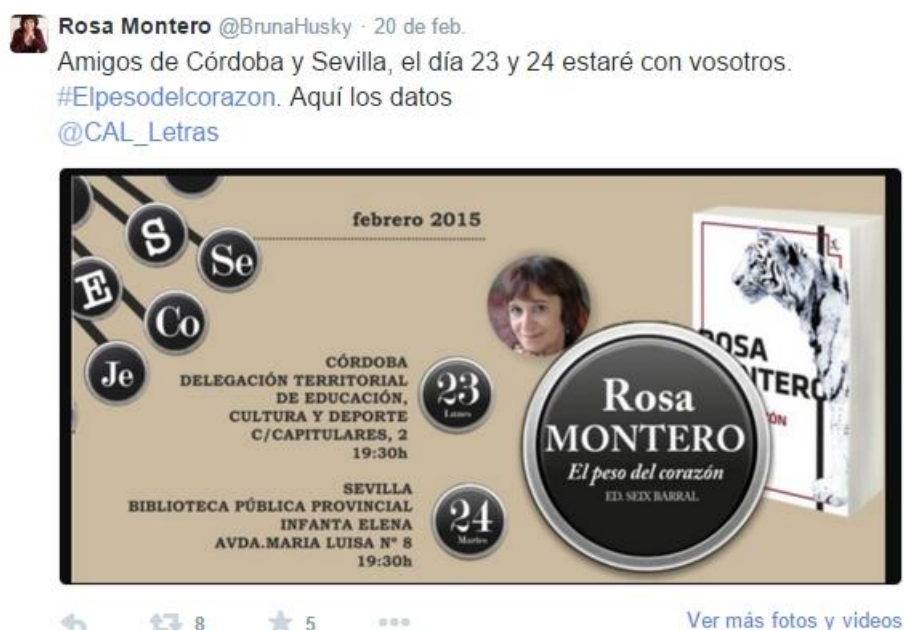 Rosa Montero @BrunaHusky · 20 de feb.
Amigos de Córdoba y Sevilla, el día 23 y 24 estaré con vosotros.
#Elpesodelcorazon. Aquí los datos
@CAL_Letras
febrero 2015
S
Se
E
Co
Je
CÓRDOBA
DELEGACIÓN TERRITORIAL
DE EDUCACIÓN,
CULTURA Y DEPORTE
C/CAPITULARES, 2
19:30h
23
Lunes
SEVILLA
BIBLIOTECA PÚBLICA PROVINCIAL
INFANTA ELENA
AVDA.MARIA LUISA Nº 8
19:30h
24
Martes
Rosa
MONTERO
El peso del corazón
ED. SEIX BARRAL
ROSA
8
5
Ver más fotos y videos